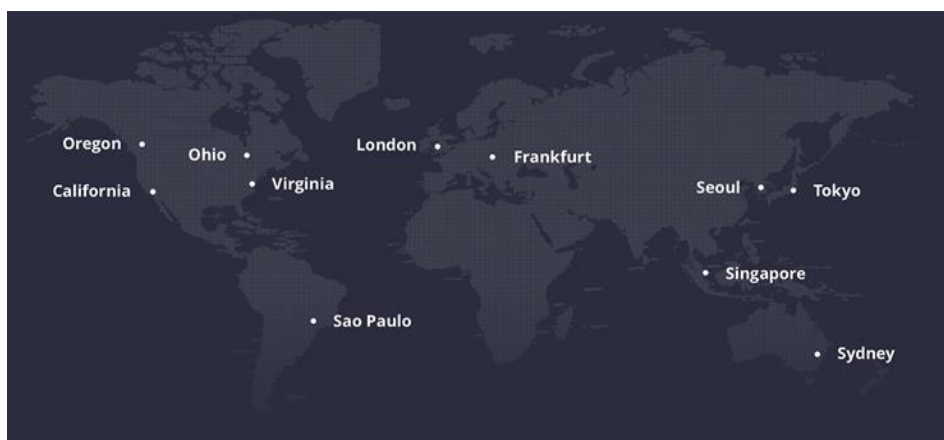 Oregon
Ohio
London
Frankfurt
California
Virginia
Seoul
Tokyo
Singapore
Sao Paulo
Sydney